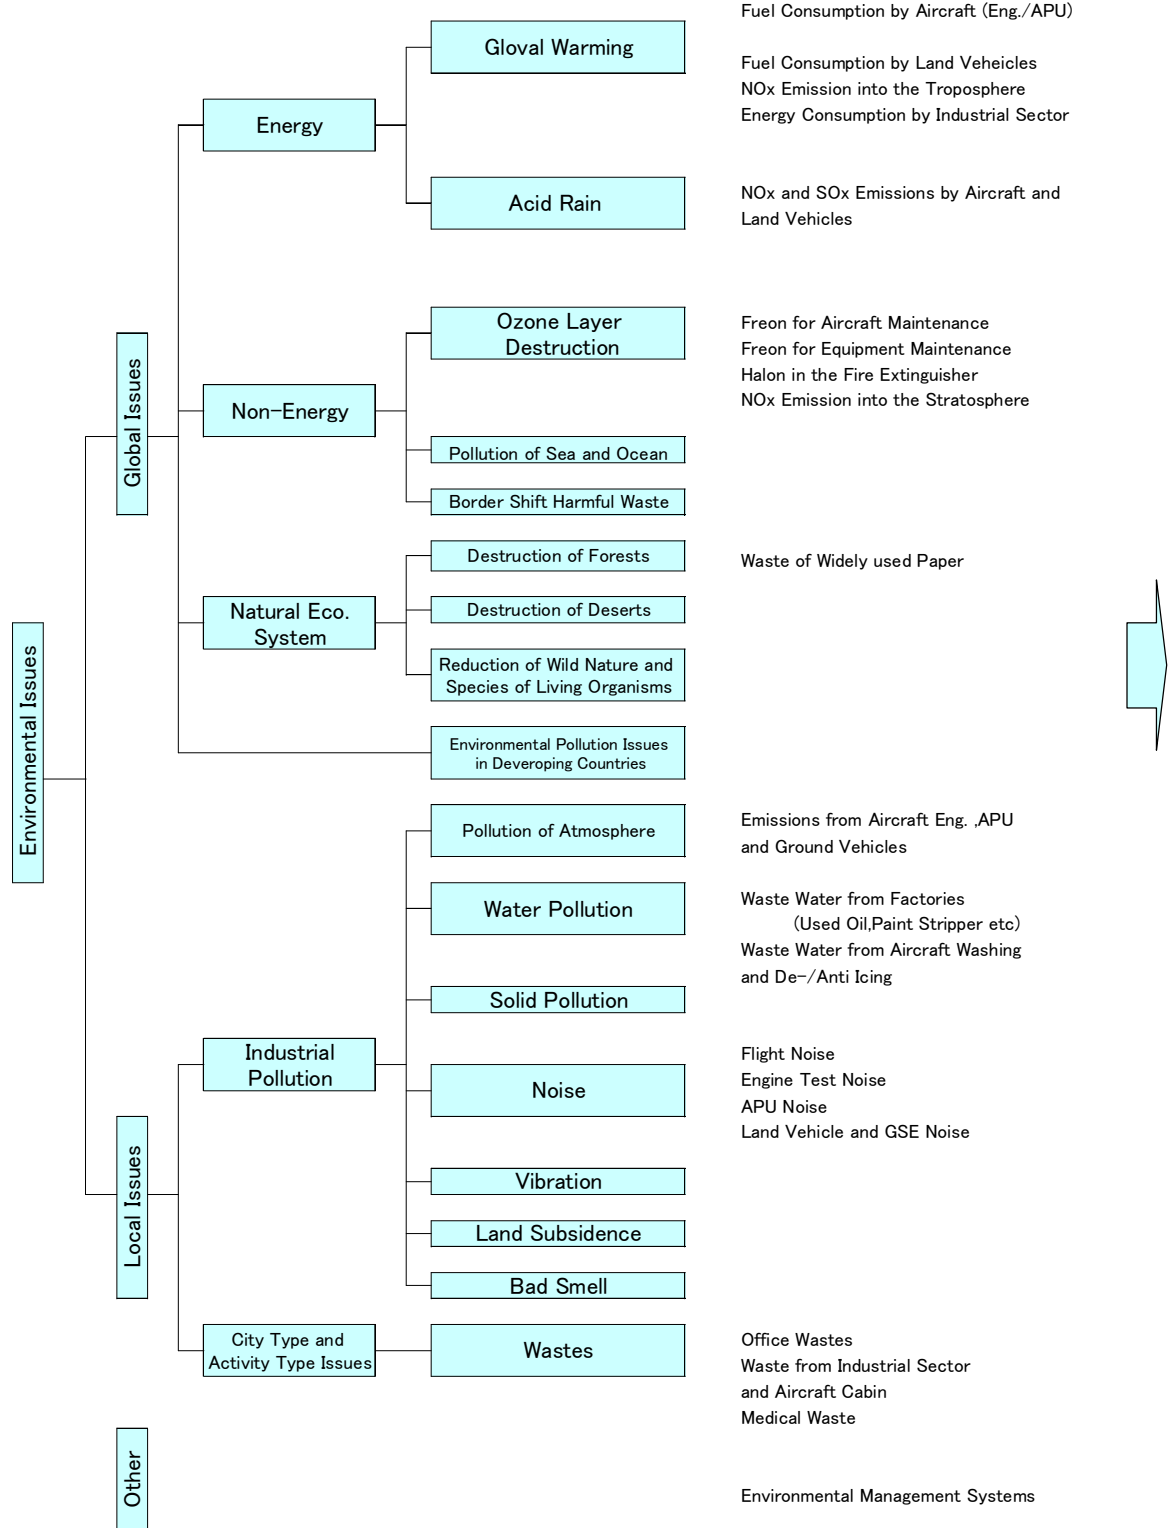 Fuel Consumption by Aircraft (Eng./APU)
Gloval Warming
Fuel Consumption by Land Veheicles
NOx Emission into the Troposphere
Energy Consumption by Industrial Sector
Energy
Acid Rain
NOx and SOx Emissions by Aircraft and
Land Vehicles
Ozone Layer
Destruction
Freon for Aircraft Maintenance
Freon for Equipment Maintenance
Halon in the Fire Extinguisher
NOx Emission into the Stratosphere
Global Issues
Non-Energy
Pollution of Sea and Ocean
Border Shift Harmful Waste
Destruction of Forests
Waste of Widely used Paper
Natural Eco.
System
Destruction of Deserts
Reduction of Wild Nature and
Species of Living Organisms
Environmental Issues
Environmental Pollution Issues
in Deveroping Countries
Pollution of Atmosphere
Emissions from Aircraft Eng. ,APU
and Ground Vehicles
Water Pollution
Waste Water from Factories
(Used Oil,Paint Stripper etc)
Waste Water from Aircraft Washing
and De-/Anti Icing
Solid Pollution
Industrial
Pollution
Noise
Flight Noise
Engine Test Noise
APU Noise
Land Vehicle and GSE Noise
Local Issues
Vibration
Land Subsidence
Bad Smell
City Type and
Activity Type Issues
Wastes
Office Wastes
Waste from Industrial Sector
and Aircraft Cabin
Medical Waste
Other
Environmental Management Systems